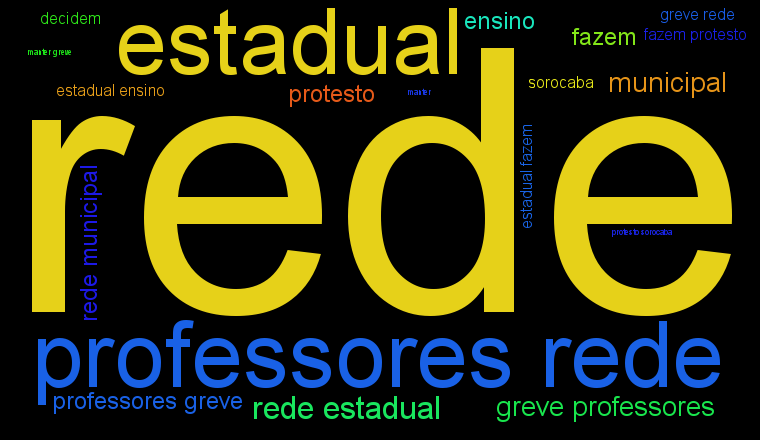 decidem
estadual
ensino
greve rede
fazem
fazem protesto
manter greve
estadual ensino
protesto
manter
sorocaba
municipal
rede
rede municipal
estadual fazem
protesto sorocaba
professores rede
professores greve
rede estadual
greve professores